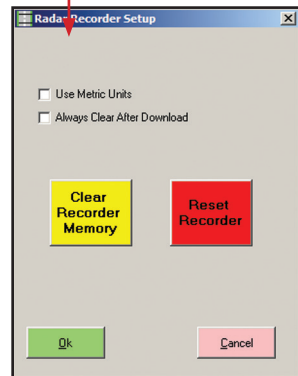 Radar Recorder Setup
Use Metric Units
Always Clear After Download
Clear
Recorder
Memory
Reset
Recorder
Ok
Cancel